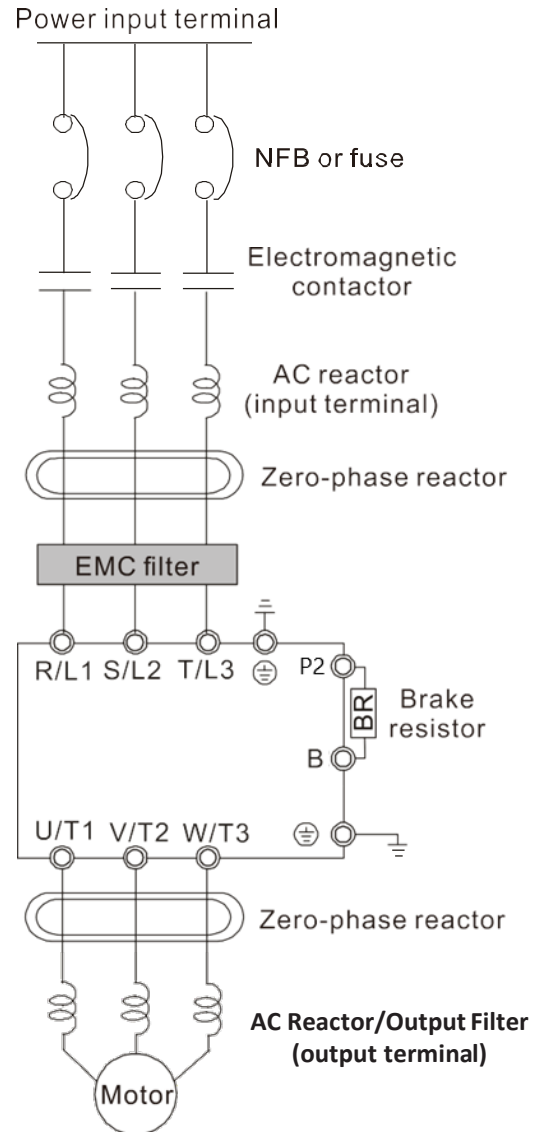 Power input terminal
NFB or fuse
Electromagnetic
contactor
AC reactor
(input terminal)
Zero-phase reactor
EMC filter
R/L1 S/L2 T/L3
P2
BR
Brake
resistor
B
U/T1 V/T2 W/T3
Zero-phase reactor
AC Reactor/Output Filter
(output terminal)
Motor